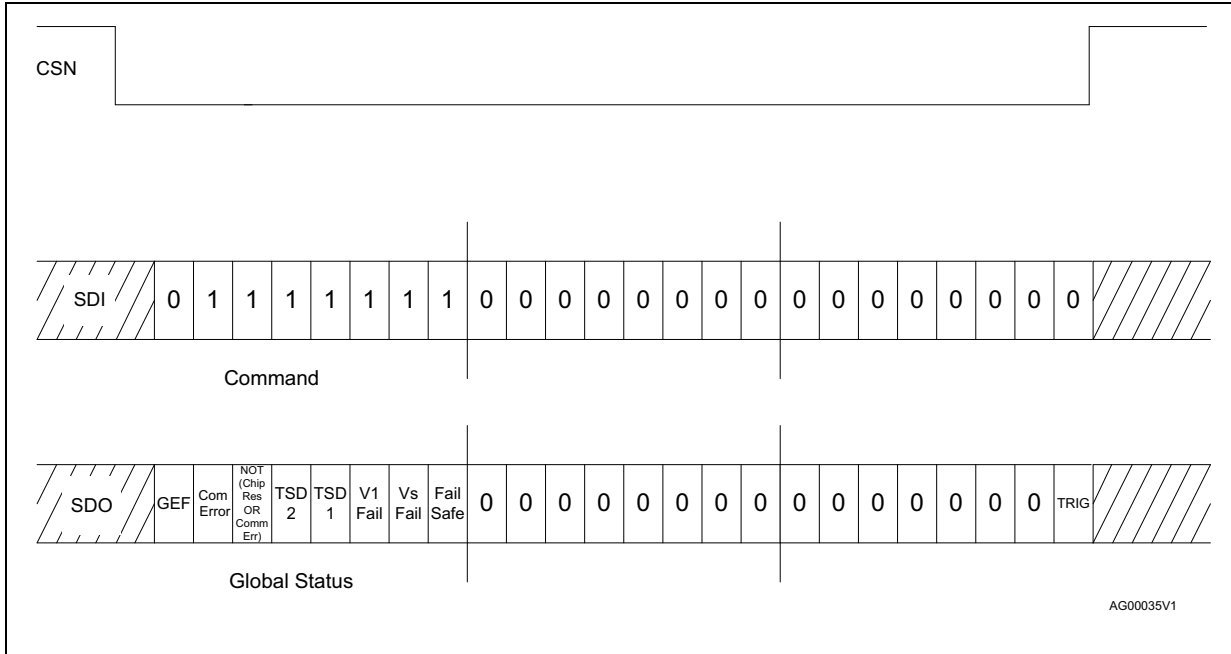 CSN
SDI 0 1 1 1 1 1 1 1 0 0 0 0 0 0 0 0 0 0 0 0 0 0 0 0
Command
SDO GEF Com Error NOT (Chip Res OR Comm Err) TSD 2 TSD 1 V1 Fail Vs Fail Fail Safe 0 0 0 0 0 0 0 0 0 0 0 0 0 0 0 TRIG
Global Status
AG00035V1